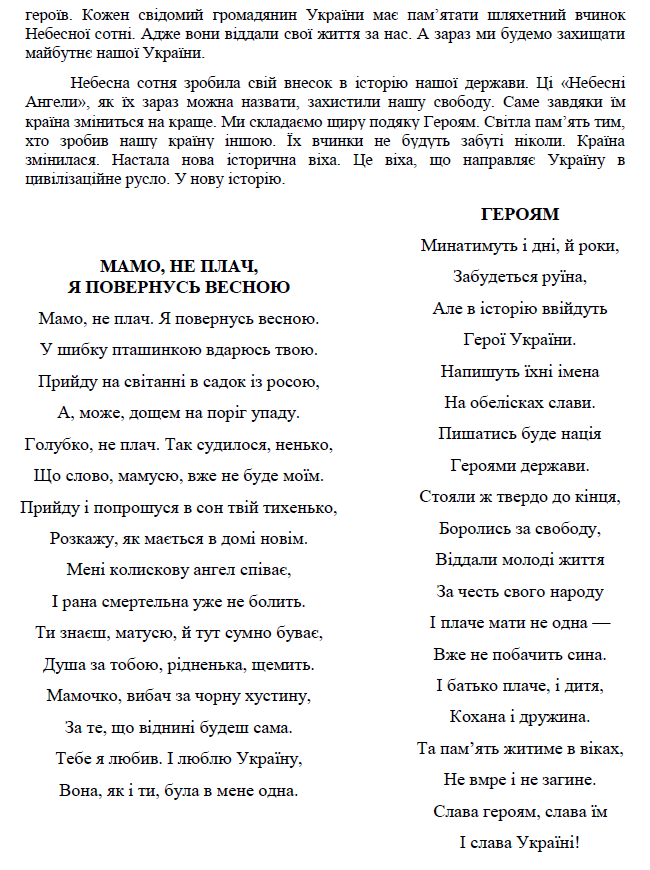 героїв. Кожен свідомий громадянин України має пам’ятати шляхетний вчинок
Небесної сотні. Адже вони віддали свої життя за нас. А зараз ми будемо захищати
майбутнє нашої України.
Небесна сотня зробила свій внесок в історію нашої держави. Ці «Небесні
Ангели», як їх зараз можна назвати, захистили нашу свободу. Саме завдяки їм
країна зміниться на краще. Ми складаємо щиру подяку Героям. Світла пам’ять тим,
хто зробив нашу країну іншою. Їх вчинки не будуть забуті ніколи. Країна
змінилася. Настала нова історична віха. Це віха, що направляє Україну в
цивілізаційне русло. У нову історію.
МАМО, НЕ ПЛАЧ,
Я ПОВЕРНУСЬ ВЕСНОЮ
Мамо, не плач. Я повернусь весною.
У шибку пташинкою вдарюсь твою.
Прийду на світанні в садок із росою,
А, може, дощем на поріг упаду.
Голубко, не плач. Так судилося, ненько,
Що слово, мамусю, вже не буде моїм.
Прийду і попрошуся в сон твій тихенько,
Розкажу, як мається в домі новім.
Мені колискову ангел співає,
І рана смертельна уже не болить.
Ти знаєш, матусю, й тут сумно буває,
Душа за тобою, рідненька, щемить.
Мамочко, вибач за чорну хустину,
За те, що віднині будеш сама.
Тебе я любив. І люблю Україну,
Вона, як і ти, була в мене одна.
ГЕРОЯМ
Минатимуть і дні, й роки,
Забудеться руїна,
Але в історію ввійдуть
Герої України.
Напишуть їхні імена
На обелісках слави.
Пишатись буде нація
Героями держави.
Стояли ж твердо до кінця,
Боролись за свободу,
Віддали молоді життя
За честь свого народу
І плаче мати не одна —
Вже не побачить сина.
І батько плаче, і дитя,
Кохана і дружина.
Та пам’ять житиме в віках,
Не вмре і не загине.
Слава героям, слава їм
І слава Україні!